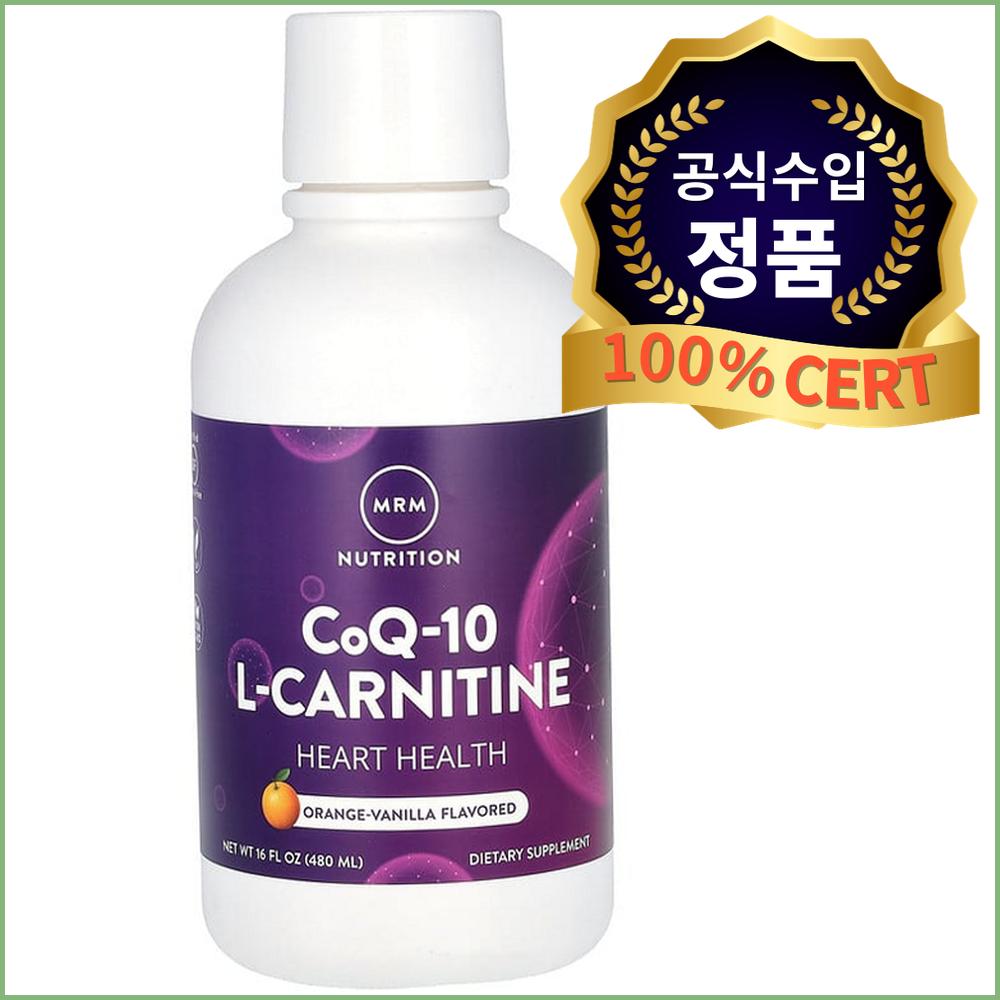 공식수입
정품
100% CERT
MRM
NUTRITION
CoQ-10
L-CARNITINE
HEART HEALTH
ORANGE-VANILLA FLAVORED
NET WT 16 FL OZ (480 ML)
DIETARY SUPPLEMENT